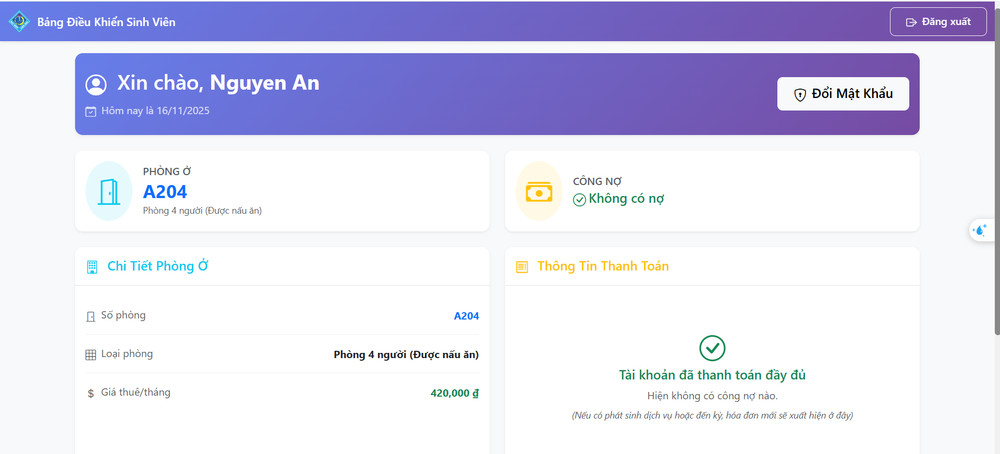 Bảng Điều Khiển Sinh Viên
Đăng xuất
Xin chào, Nguyen An
Hôm nay là 16/11/2025
Đổi Mật Khẩu
PHÒNG Ở
A204
Phòng 4 người (Được nấu ăn)
CÔNG NỢ
Không có nợ
Chi Tiết Phòng Ở
Số phòng
A204
Loại phòng
Phòng 4 người (Được nấu ăn)
$ Giá thuê/tháng
420,000 ₫
Thông Tin Thanh Toán
Tài khoản đã thanh toán đầy đủ
Hiện không có công nợ nào.
(Nếu có phát sinh dịch vụ hoặc đến kỳ, hóa đơn mới sẽ xuất hiện ở đây)